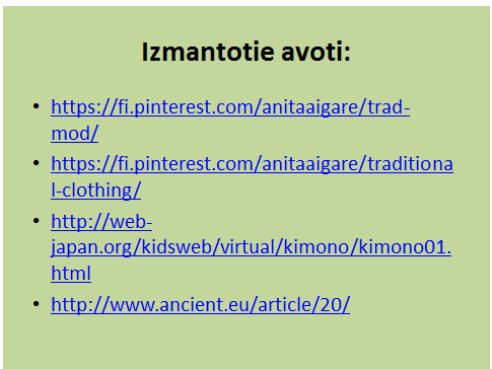 Izmantotie avoti:
• https://fi.pinterest.com/anitaaigare/trad-
mod/
• https://fi.pinterest.com/anitaaigare/traditiona
l-clothing/
• http://web-
japan.org/kidsweb/virtual/kimono/kimono01.
html
• http://www.ancient.eu/article/20/